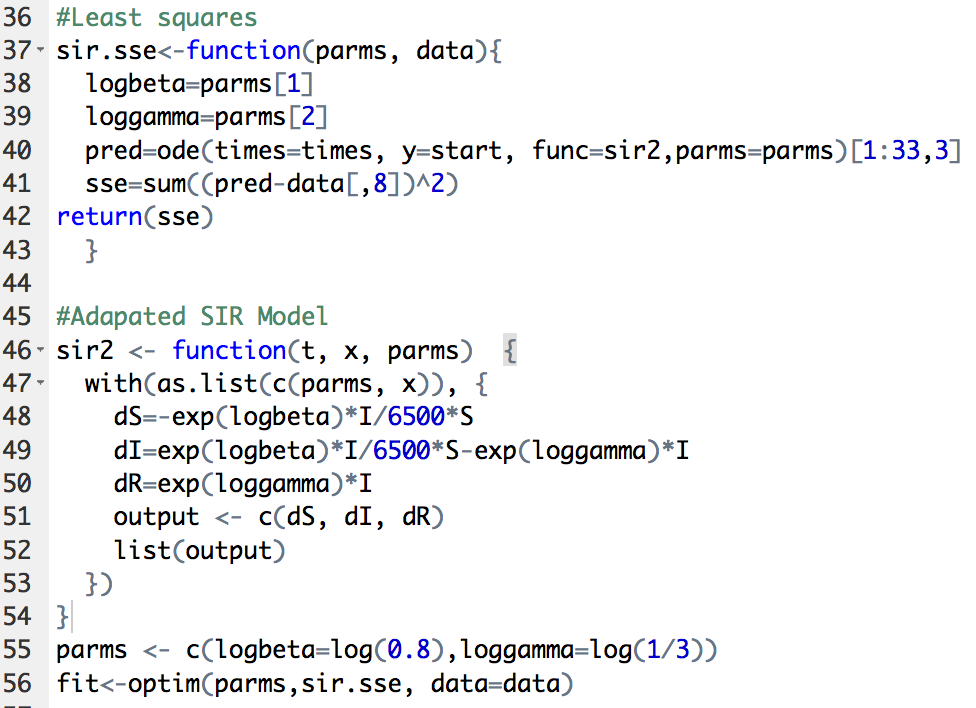 36 #Least squares
37 sir.sse<-function(parms, data){
38   logbeta=parms[1]
39   loggamma=parms[2]
40   pred=ode(times=times, y=start, func=sir2,parms=parms)[1:33,3]
41   sse=sum((pred-data[,8])^2)
42 return(sse)
43   }
44
45 #Adapated SIR Model
46 sir2 <- function(t, x, parms)  {
47   with(as.list(c(parms, x)), {
48     dS=-exp(logbeta)*I/6500*S
49     dI=exp(logbeta)*I/6500*S-exp(loggamma)*I
50     dR=exp(loggamma)*I
51     output <- c(dS, dI, dR)
52     list(output)
53   })
54 }
55 parms <- c(logbeta=log(0.8),loggamma=log(1/3))
56 fit<-optim(parms,sir.sse, data=data)